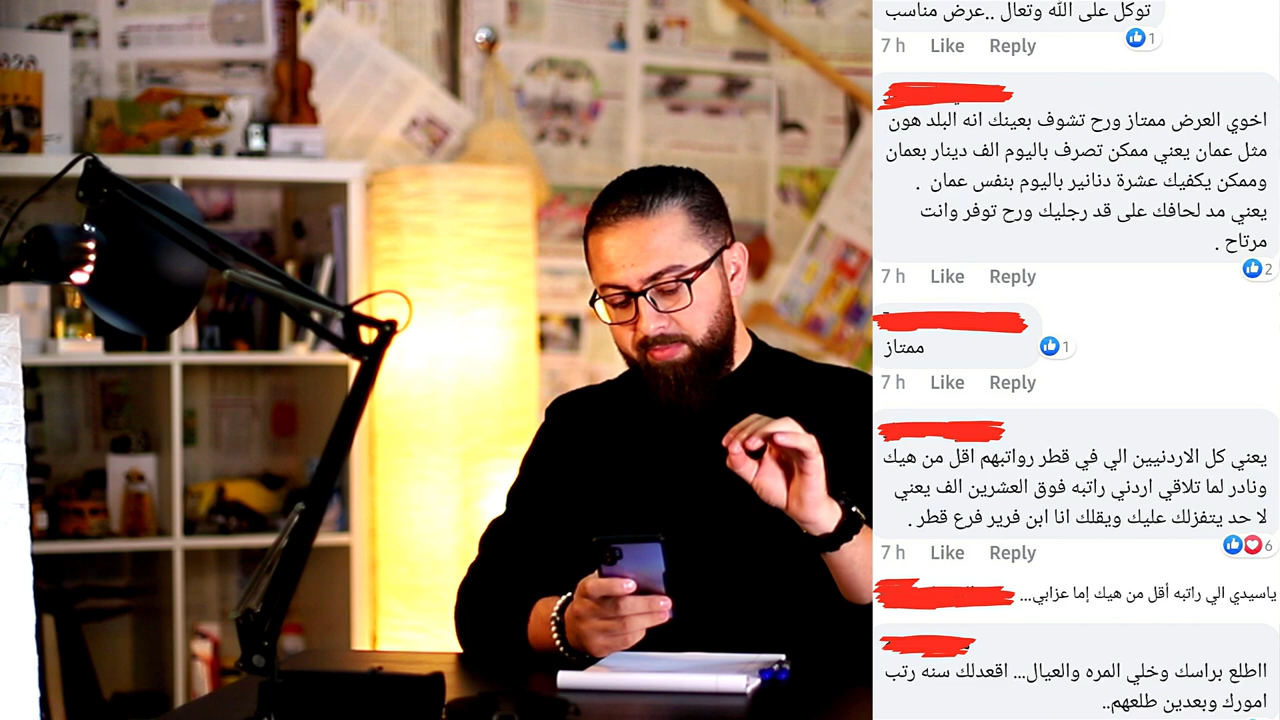 توكل على الله وتعال ..عرض مناسب
7 h Like Reply 1
اخوي العرض ممتاز ورح تشوف بعينك انه البلد هون
مثل عمان يعني ممكن تصرف باليوم الف دينار بعمان
وممكن يكفيك عشرة دنانير باليوم بنفس عمان .
يعني مد لحافك على قد رجليك ورح توفر وانت
مرتاح .
7 h Like Reply 2
ممتاز
1
7 h Like Reply
يعني كل الاردنيين الي في قطر رواتبهم اقل من هيك
ونادر لما تلاقي اردني راتبه فوق العشرين الف يعني
لا حد يتفزلك عليك ويقلك انا ابن فرير فرع قطر .
7 h Like Reply 6
ياسيدي الي راتبه أقل من هيك إما عزابي...
ااطلع براسك وخلي المره والعيال... اقعدلك سنه رتب
امورك وبعدين طلعهم..